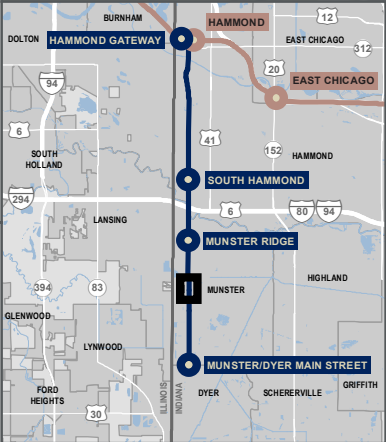 BURNHAM
HAMMOND
12
DOLTON
HAMMOND GATEWAY
EAST CHICAGO
312
20
94
EAST CHICAGO
6
41
SOUTH
HOLLAND
152
HAMMOND
SOUTH HAMMOND
294
6
80
94
LANSING
MUNSTER RIDGE
394
83
MUNSTER
HIGHLAND
GLENWOOD
LYNWOOD
MUNSTER/DYER MAIN STREET
FORD
HEIGHTS
ILLINOIS
INDIANA
DYER
SCHERERVILLE
GRIFFITH
30